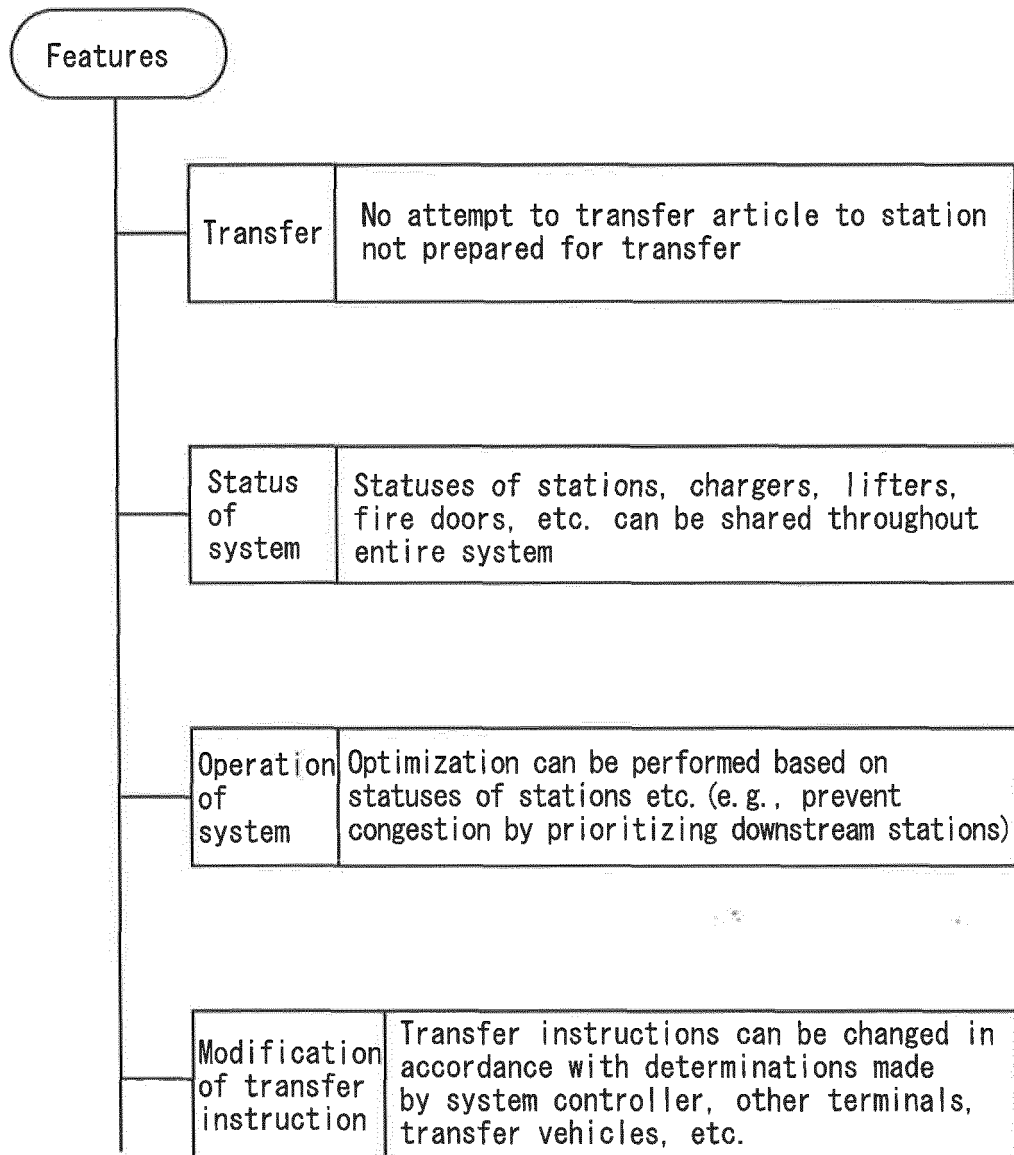 Features
Transfer
No attempt to transfer article to station
not prepared for transfer
Status
of
system
Statuses of stations, chargers, lifters,
fire doors, etc. can be shared throughout
entire system
Operation
of
system
Optimization can be performed based on
statuses of stations etc. (e.g., prevent
congestion by prioritizing downstream stations)
Modification
of transfer
instruction
Transfer instructions can be changed in
accordance with determinations made
by system controller, other terminals,
transfer vehicles, etc.